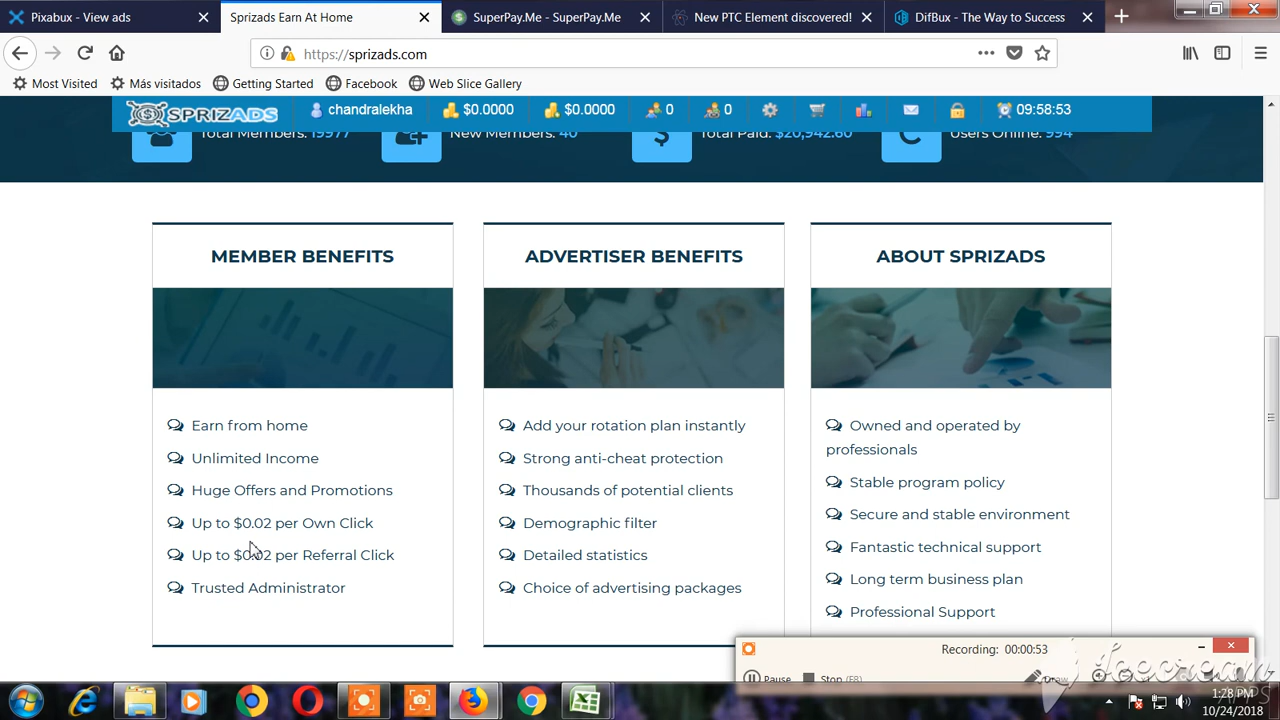 Pixabux - View ads
Sprizads Earn At Home
SuperPay.Me - SuperPay.Me
New PTC Element discovered!
DifBux - The Way to Success
https://sprizads.com
Most Visited
Más visitados
Getting Started
Facebook
Web Slice Gallery
SPRIZADS
chandralekha
$0.0000
$0.0000
0
0
09:58:53
Total Members: 19977
New Members: 40
Total Paid: $20,942.60
Users Online: 994
MEMBER BENEFITS
Earn from home
Unlimited Income
Huge Offers and Promotions
Up to $0.02 per Own Click
Up to $0.02 per Referral Click
Trusted Administrator
ADVERTISER BENEFITS
Add your rotation plan instantly
Strong anti-cheat protection
Thousands of potential clients
Demographic filter
Detailed statistics
Choice of advertising packages
ABOUT SPRIZADS
Owned and operated by
professionals
Stable program policy
Secure and stable environment
Fantastic technical support
Long term business plan
Professional Support
Recording: 00:00:53
Pause
Stop (F8)
Draw
Icecream
APPS
1:28 PM
10/24/2018